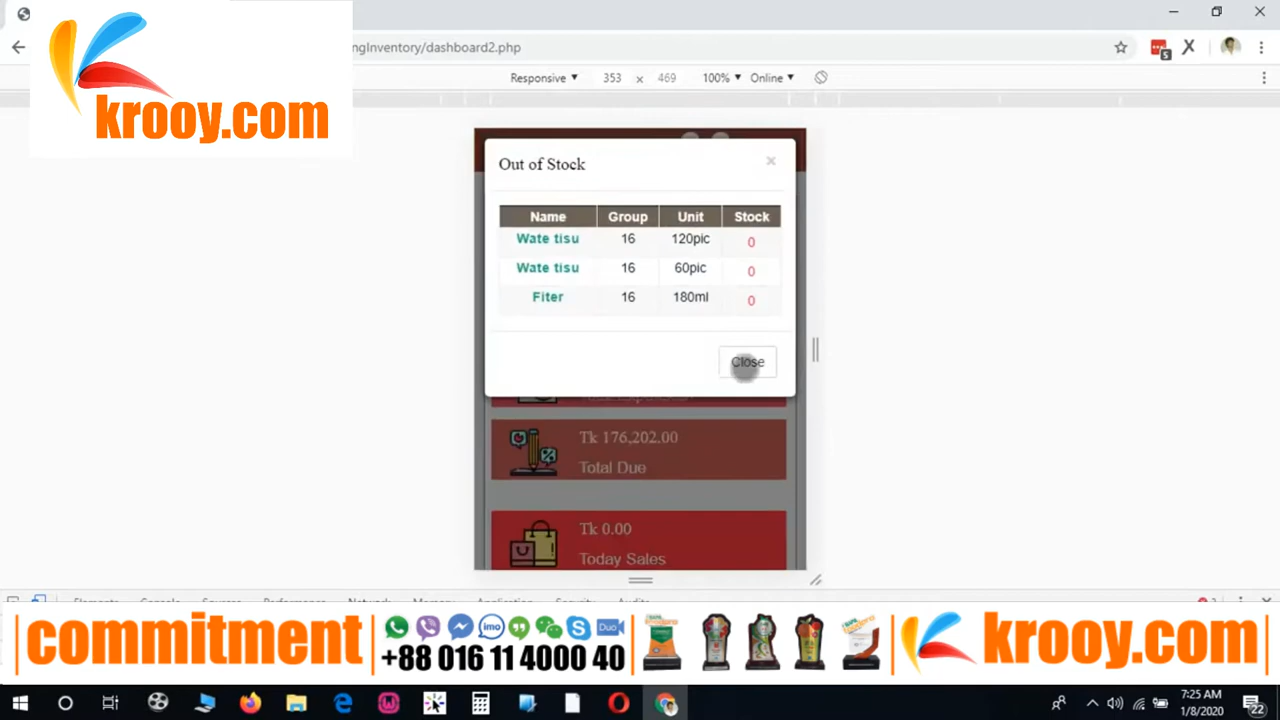 krooy.com
ngInventory/dashboard2.php
Responsive 353 × 469 100% Online
Out of Stock ×
Name Group Unit Stock
Wate tisu 16 120pic 0
Wate tisu 16 60pic 0
Fiter 16 180ml 0
Close
Tk 176,202.00
Total Due
Tk 0.00
Today Sales
commitment
imo
Duo
+88 016 11 4000 40
krooy.com
7:25 AM
1/8/2020
22